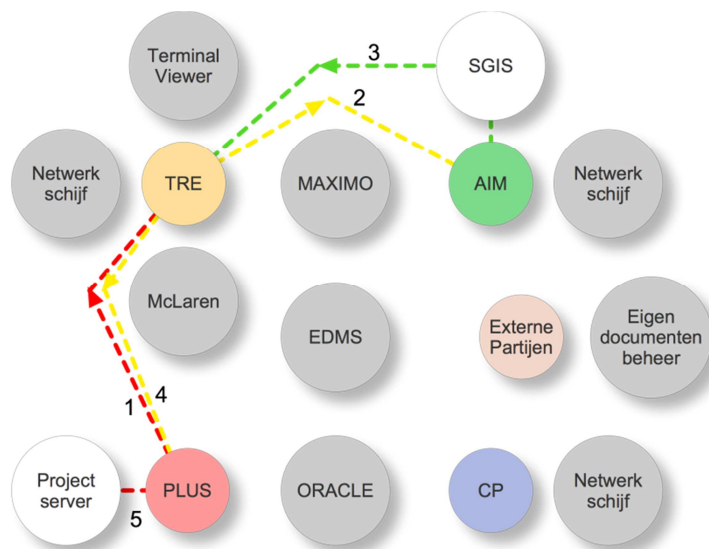 Terminal
Viewer
3
SGIS
2
Netwerk
schijf
TRE
MAXIMO
AIM
Netwerk
schijf
McLaren
EDMS
Externe
Partijen
Eigen
documenten
beheer
1
4
Project
server
5
PLUS
ORACLE
CP
Netwerk
schijf